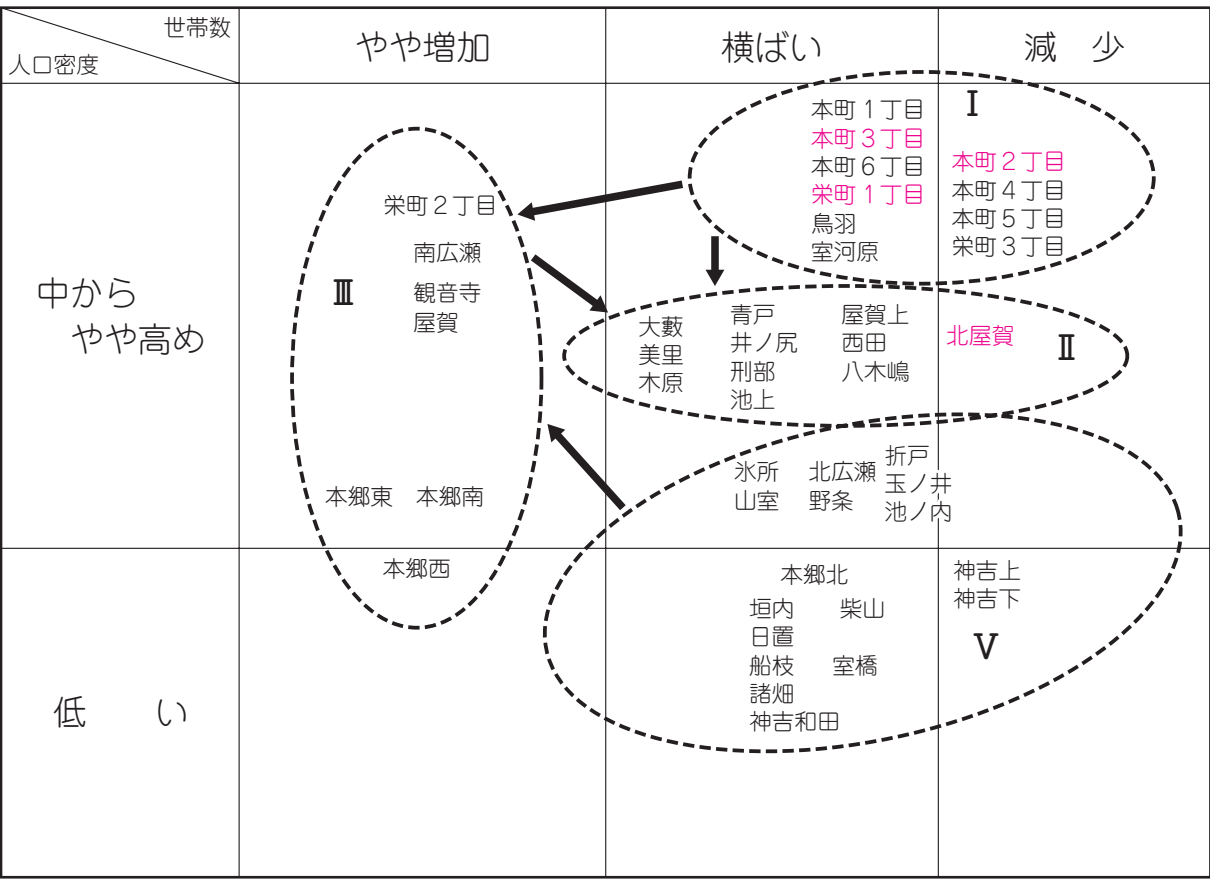 世帯数
人口密度
やや増加
横ばい
減 少
中から
やや高め
低 い
Ⅰ
本町1丁目
本町3丁目
本町6丁目
栄町1丁目
鳥羽
室河原
本町2丁目
本町4丁目
本町5丁目
栄町3丁目
Ⅲ
栄町2丁目
南広瀬
観音寺
屋賀
本郷東 本郷南
本郷西
大藪
美里
木原
青戸
井ノ尻
刑部
池上
屋賀上
西田
八木嶋
北屋賀
Ⅱ
氷所
山室
北広瀬
野条
折戸
玉ノ井
池ノ内
本郷北
垣内 柴山
日置
船枝 室橋
諸畑
神吉和田
神吉上
神吉下
Ⅴ